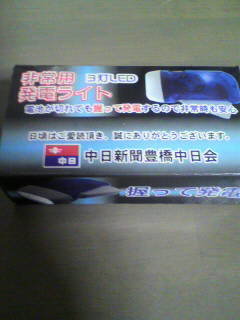 非常用
3灯LED
発電ライト
電池が切れても握って発電するので非常時も安心
日頃はご愛読頂き、誠にありがとうございます。
中日
中日新聞豊橋中日会
握って発電